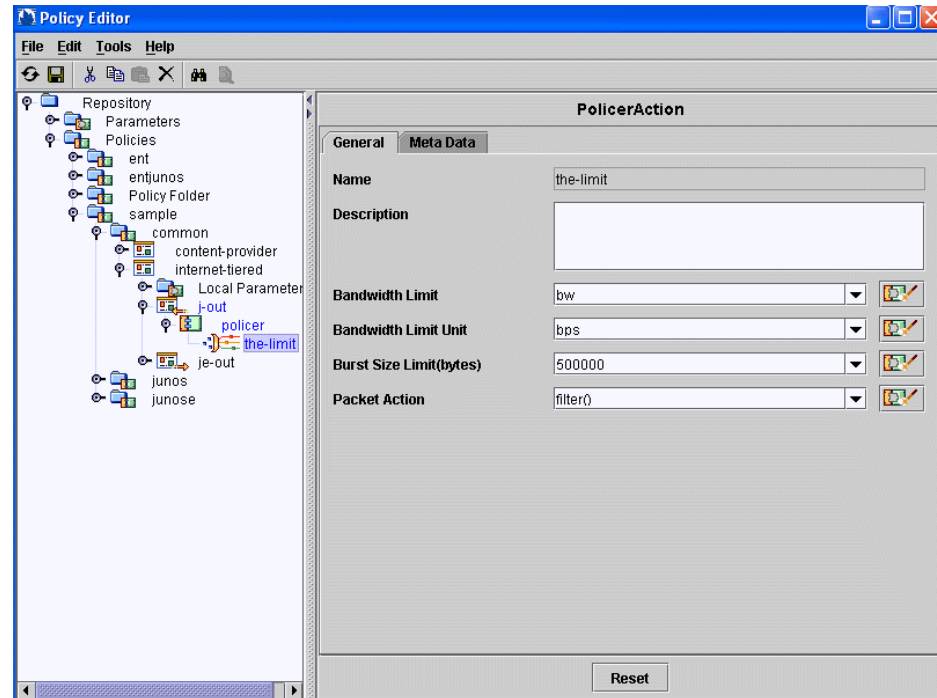 Policy Editor
File Edit Tools Help
Repository
Parameters
Policies
ent
entjunos
Policy Folder
sample
common
content-provider
internet-tiered
Local Parameter
j-out
policer
the-limit
je-out
junos
junose
PolicerAction
General Meta Data
Name the-limit
Description
Bandwidth Limit bw
Bandwidth Limit Unit bps
Burst Size Limit(bytes) 500000
Packet Action filter()
Reset